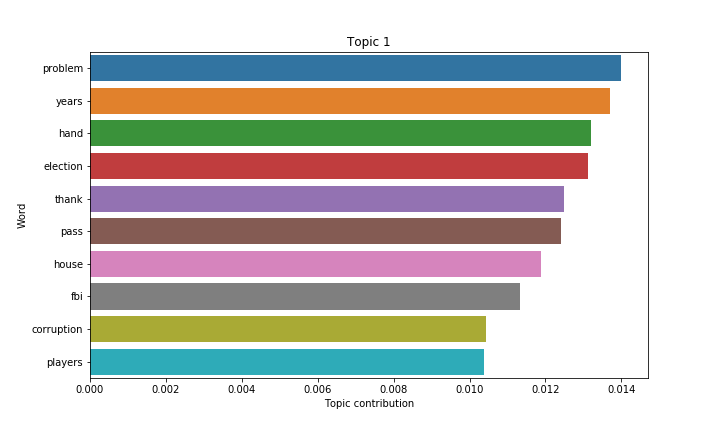 Topic 1
Word
problem
years
hand
election
thank
pass
house
fbi
corruption
players
0.000 0.002 0.004 0.006 0.008 0.010 0.012 0.014
Topic contribution